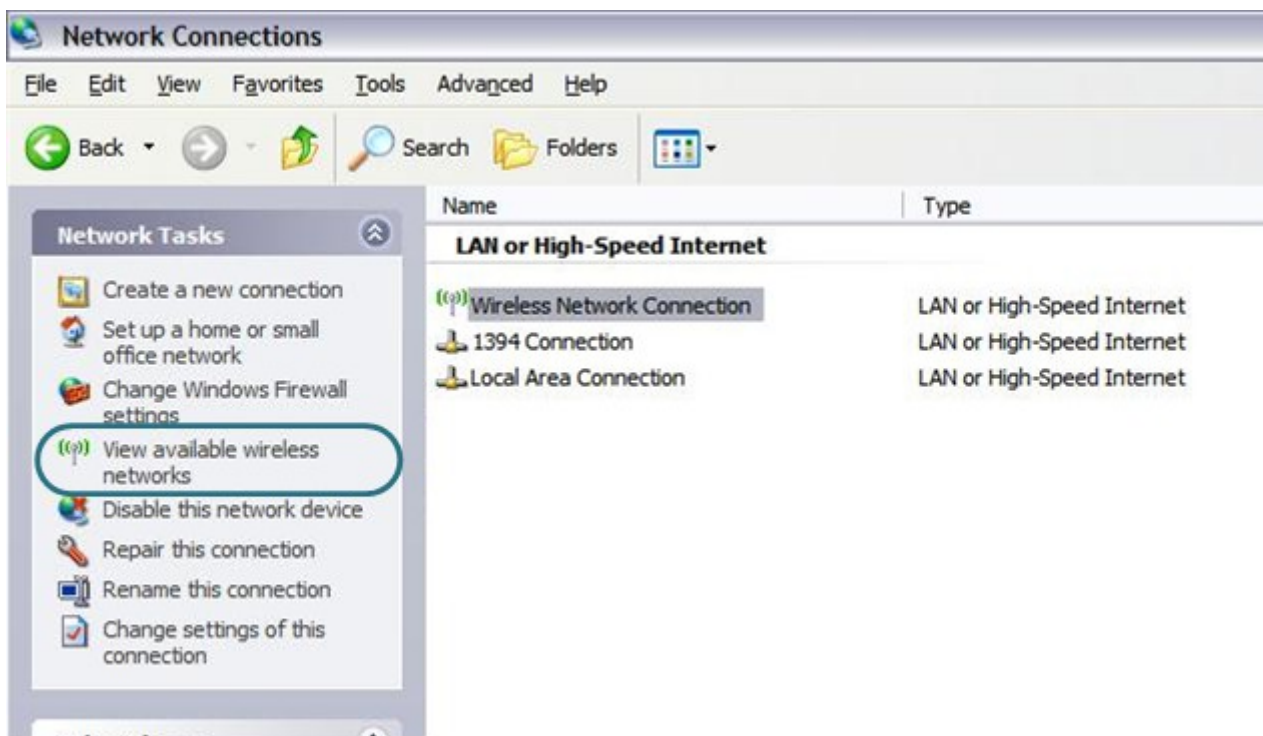 Network Connections
File Edit View Favorites Tools Advanced Help
Back Search Folders
Name Type
Network Tasks
LAN or High-Speed Internet
Create a new connection
Set up a home or small
office network
Change Windows Firewall
settings
View available wireless
networks
Disable this network device
Repair this connection
Rename this connection
Change settings of this
connection
Wireless Network Connection LAN or High-Speed Internet
1394 Connection LAN or High-Speed Internet
Local Area Connection LAN or High-Speed Internet